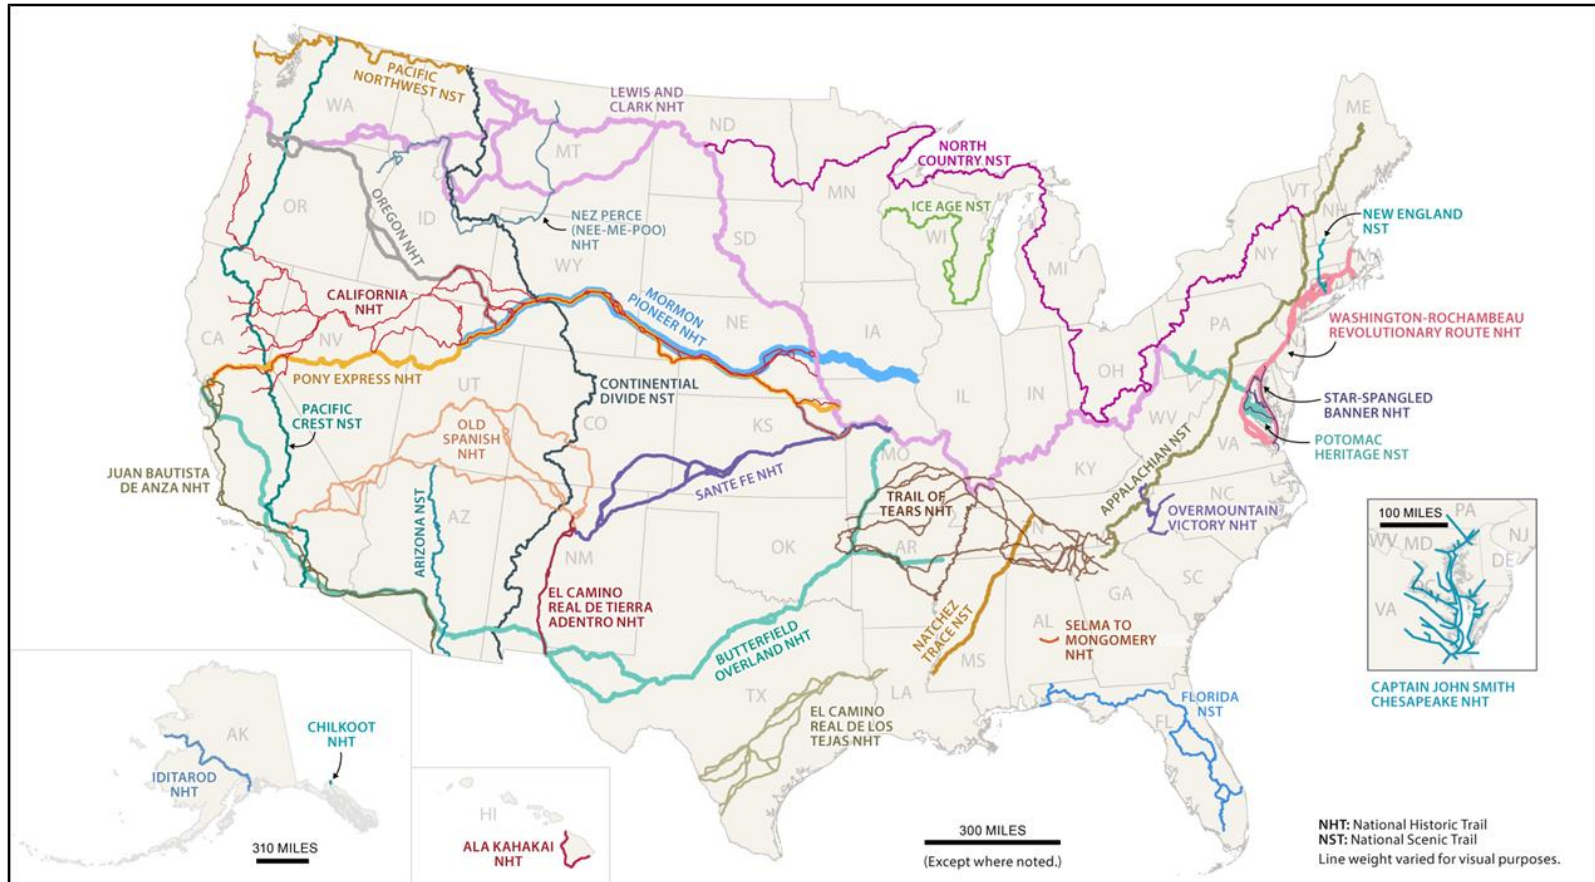 PACIFIC
NORTHWEST NST
WA
LEWIS AND
CLARK NHT
ND
MT
MN
NORTH
COUNTRY NST
ME
VT
NH
OR
OREGON NHT
ID
NEZ PERCE
(NEE-ME-POO)
NHT
WY
SD
ICE AGE NST
WI
MI
NY
NEW ENGLAND
NST
RI
CALIFORNIA
NHT
MORMON
PIONEER NHT
NE
IA
PA
WASHINGTON-ROCHAMBEAU
REVOLUTIONARY ROUTE NHT
CA
NV
PONY EXPRESS NHT
UT
CONTINENTIAL
DIVIDE NST
IL
IN
OH
WV
STAR-SPANGLED
BANNER NHT
PACIFIC
CREST NST
OLD
SPANISH
NHT
CO
KS
MO
KY
VA
POTOMAC
HERITAGE NST
JUAN BAUTISTA
DE ANZA NHT
SANTE FE NHT
APPALACHIAN NST
NC
OVERMOUNTAIN
VICTORY NHT
TRAIL OF
TEARS NHT
TN
ARIZONA NST
AZ
NM
OK
AR
SC
GA
EL CAMINO
REAL DE TIERRA
ADENTRO NHT
BUTTERFIELD
OVERLAND NHT
NATCHEZ
TRACE NST
MS
AL
SELMA TO
MONGOMERY
NHT
TX
LA
EL CAMINO
REAL DE LOS
TEJAS NHT
FLORIDA
NST
FL
100 MILES
PA
WV
MD
NJ
DE
DC
VA
CAPTAIN JOHN SMITH
CHESAPEAKE NHT
AK
CHILKOOT
NHT
IDITAROD
NHT
310 MILES
HI
ALA KAHAKAI
NHT
300 MILES
(Except where noted.)
NHT: National Historic Trail
NST: National Scenic Trail
Line weight varied for visual purposes.